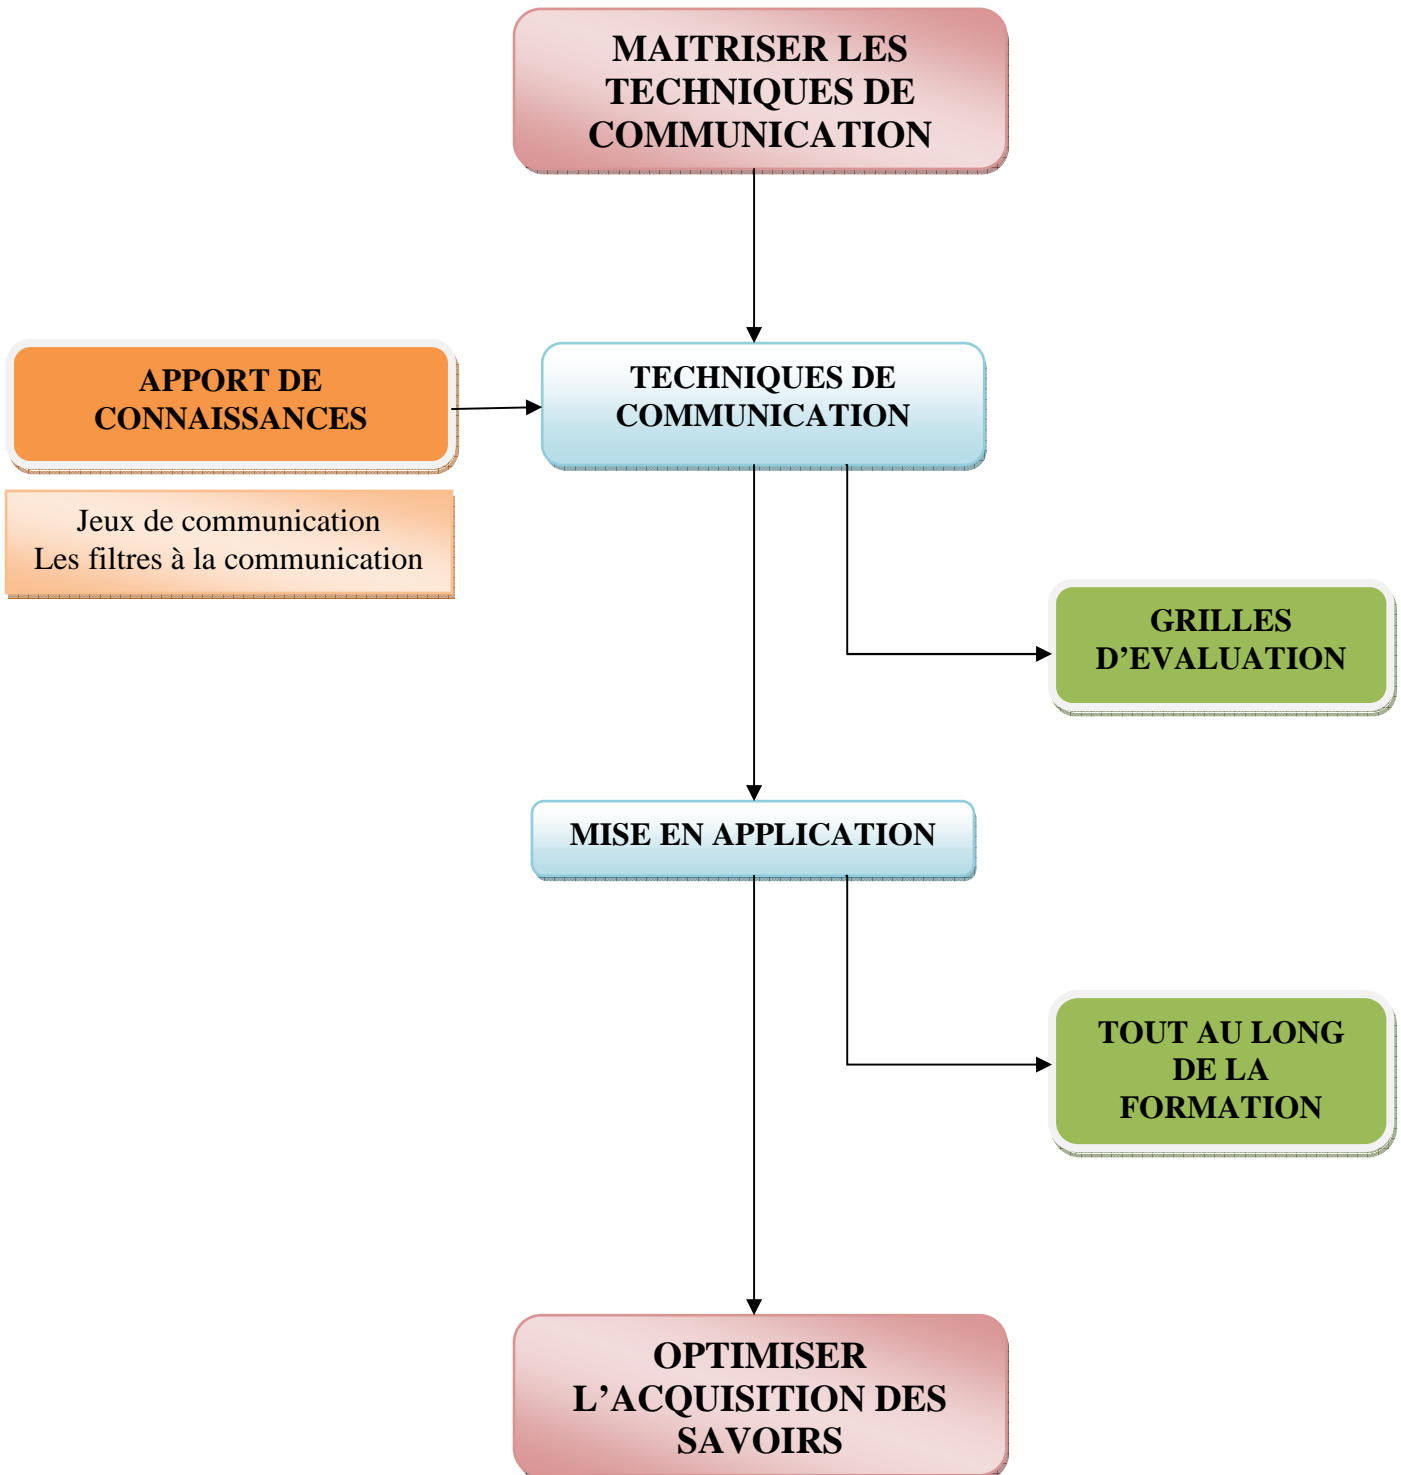 MAITRISER LES
TECHNIQUES DE
COMMUNICATION
APPORT DE
CONNAISSANCES
TECHNIQUES DE
COMMUNICATION
Jeux de communication
Les filtres à la communication
GRILLES
D’EVALUATION
MISE EN APPLICATION
TOUT AU LONG
DE LA
FORMATION
OPTIMISER
L’ACQUISITION DES
SAVOIRS